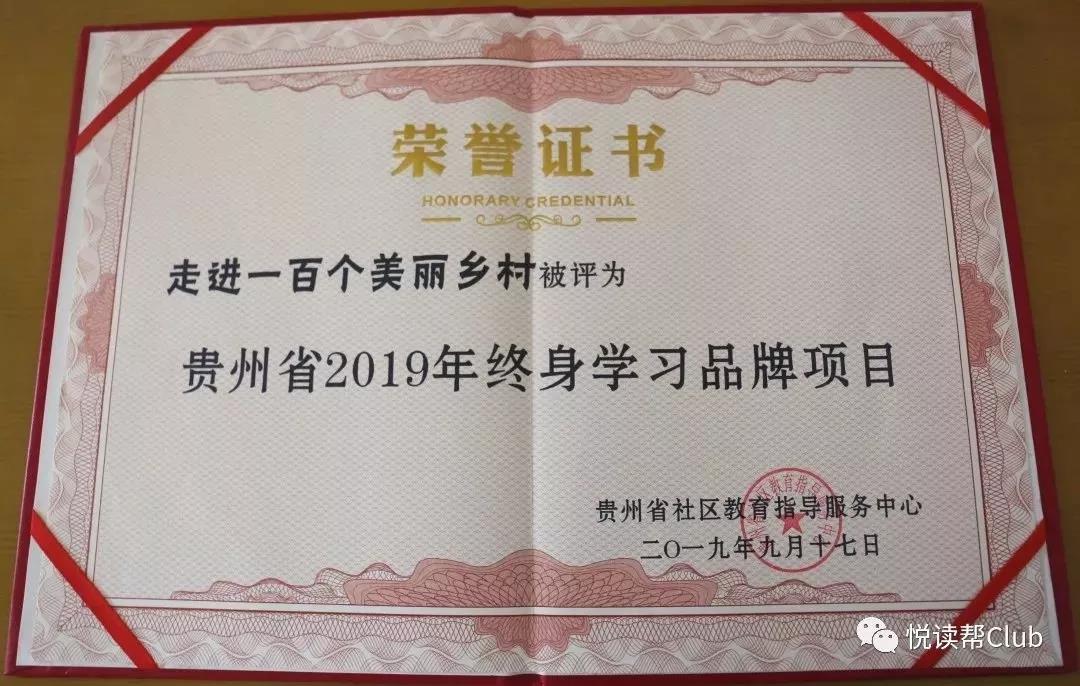 荣誉证书
HONORARY CREDENTIAL
走进一百个美丽乡村被评为
贵州省2019年终身学习品牌项目
贵州省社区教育指导服务中心
二〇一九年九月十七日
悦读帮Club